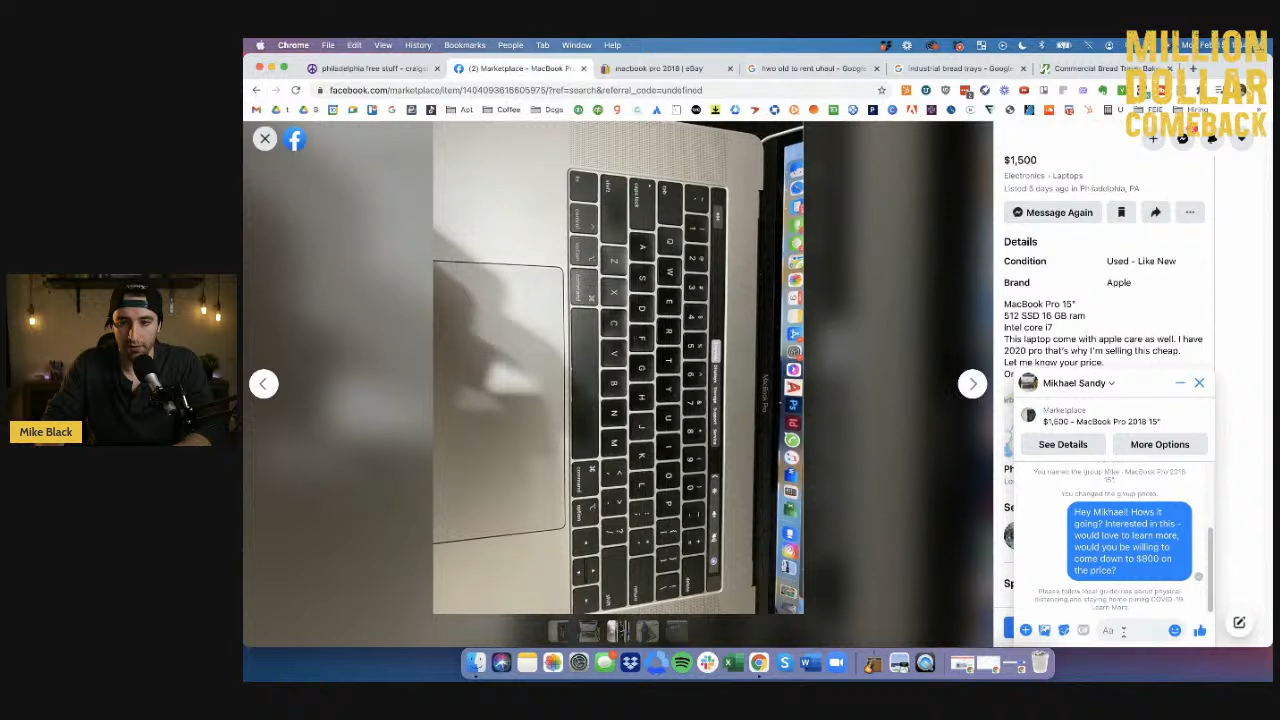 MILLION
DOLLAR
COMEBACK
Chrome File Edit View History Bookmarks People Tab Window Help
philadelphia free stuff - craigs
(2) Marketplace - MacBook Pr
macbook pro 2018 | eBay
hwo old to rent uhaul - Google
industrial bread trays - Google
Commercial Bread Trays
facebook.com/marketplace/item/1404093616605975/?ref=search&referral_code=undefined
Apt
Coffee
Dogs
FEIE
Hiring
$1,500
Electronics › Laptops
Listed 5 days ago in Philadelphia, PA
Message Again
Details
Condition Used - Like New
Brand Apple
MacBook Pro 15"
512 SSD 16 GB ram
Intel core i7
This laptop come with apple care as well. I have
2020 pro that's why I'm selling this cheap.
Let me know your price.
Mikhael Sandy
Marketplace
$1,500 - MacBook Pro 2018 15"
See Details
More Options
You named the group Mike - MacBook Pro 2018
15".
You changed the group photo.
Hey Mikhael! Hows it
going? Interested in this -
would love to learn more,
would you be willing to
come down to $800 on
the price?
Please follow local guidelines about physical
distancing and staying home during COVID-19.
Learn More
Aa
MacBook Pro
Mike Black